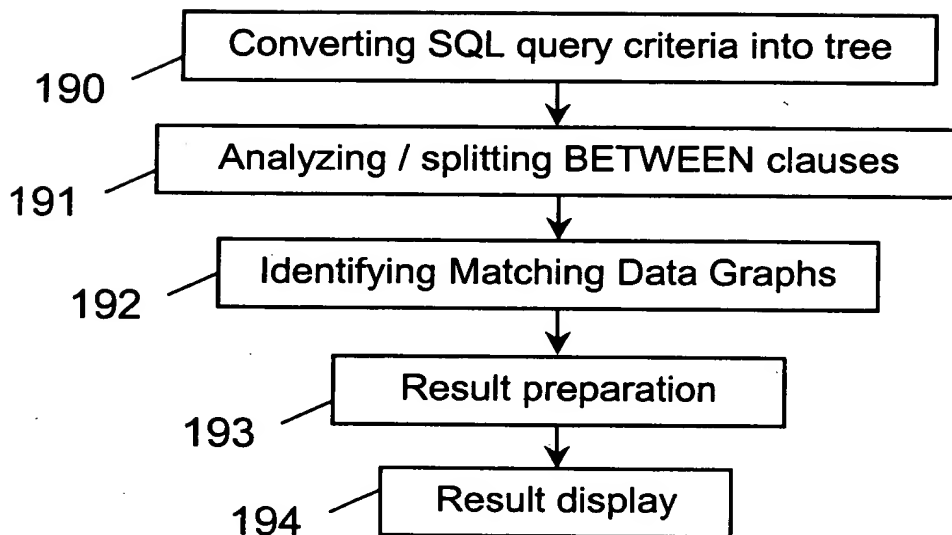 Converting SQL query criteria into tree
190
Analyzing / splitting BETWEEN clauses
191
Identifying Matching Data Graphs
192
Result preparation
193
Result display
194